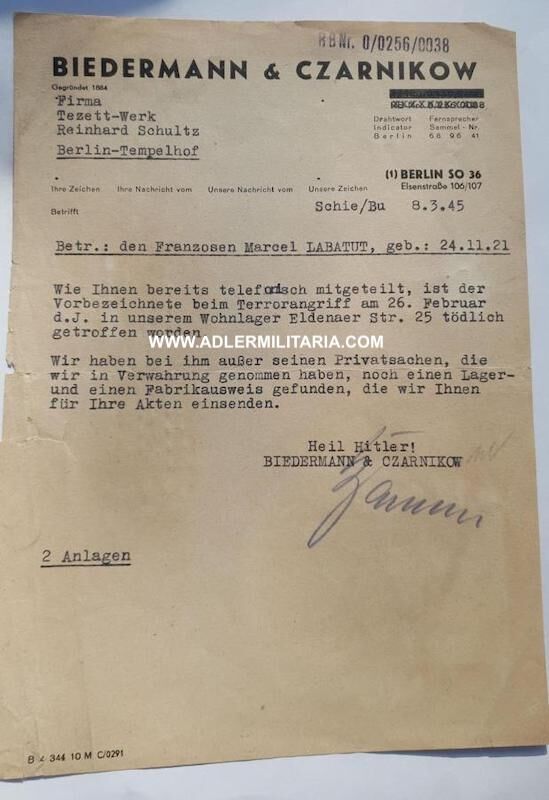 RBNr. 0/0256/0038
BIEDERMANN & CZARNIKOW
Gegründet 1884
Firma
Tezett-Werk
Reinhard Schultz
Berlin-Tempelhof
Drahtwort Fernsprecher
Indicator Sammel-Nr.
Berlin 68 96 41
(1) BERLIN SO 36
Elsenstraße 106/107
Ihre Zeichen Ihre Nachricht vom Unsere Nachricht vom Unsere Zeichen
Schie/Bu 8.3.45
Betrifft
Betr.: den Franzosen Marcel LABATUT, geb.: 24.11.21
Wie Ihnen bereits telefonisch mitgeteilt, ist der
Vorbezeichnete beim Terrorangriff am 26. Februar
d.J. in unserem Wohnlager Eldenaer Str. 25 tödlich
getroffen worden
WWW.ADLERMILITARIA.COM
Wir haben bei ihm außer seinen Privatsachen, die
wir in Verwahrung genommen haben, noch einen Lager-
und einen Fabrikausweis gefunden, die wir Ihnen
für Ihre Akten einsenden.
Heil Hitler!
BIEDERMANN & CZARNIKOW
2 Anlagen
344 10 M C/0291